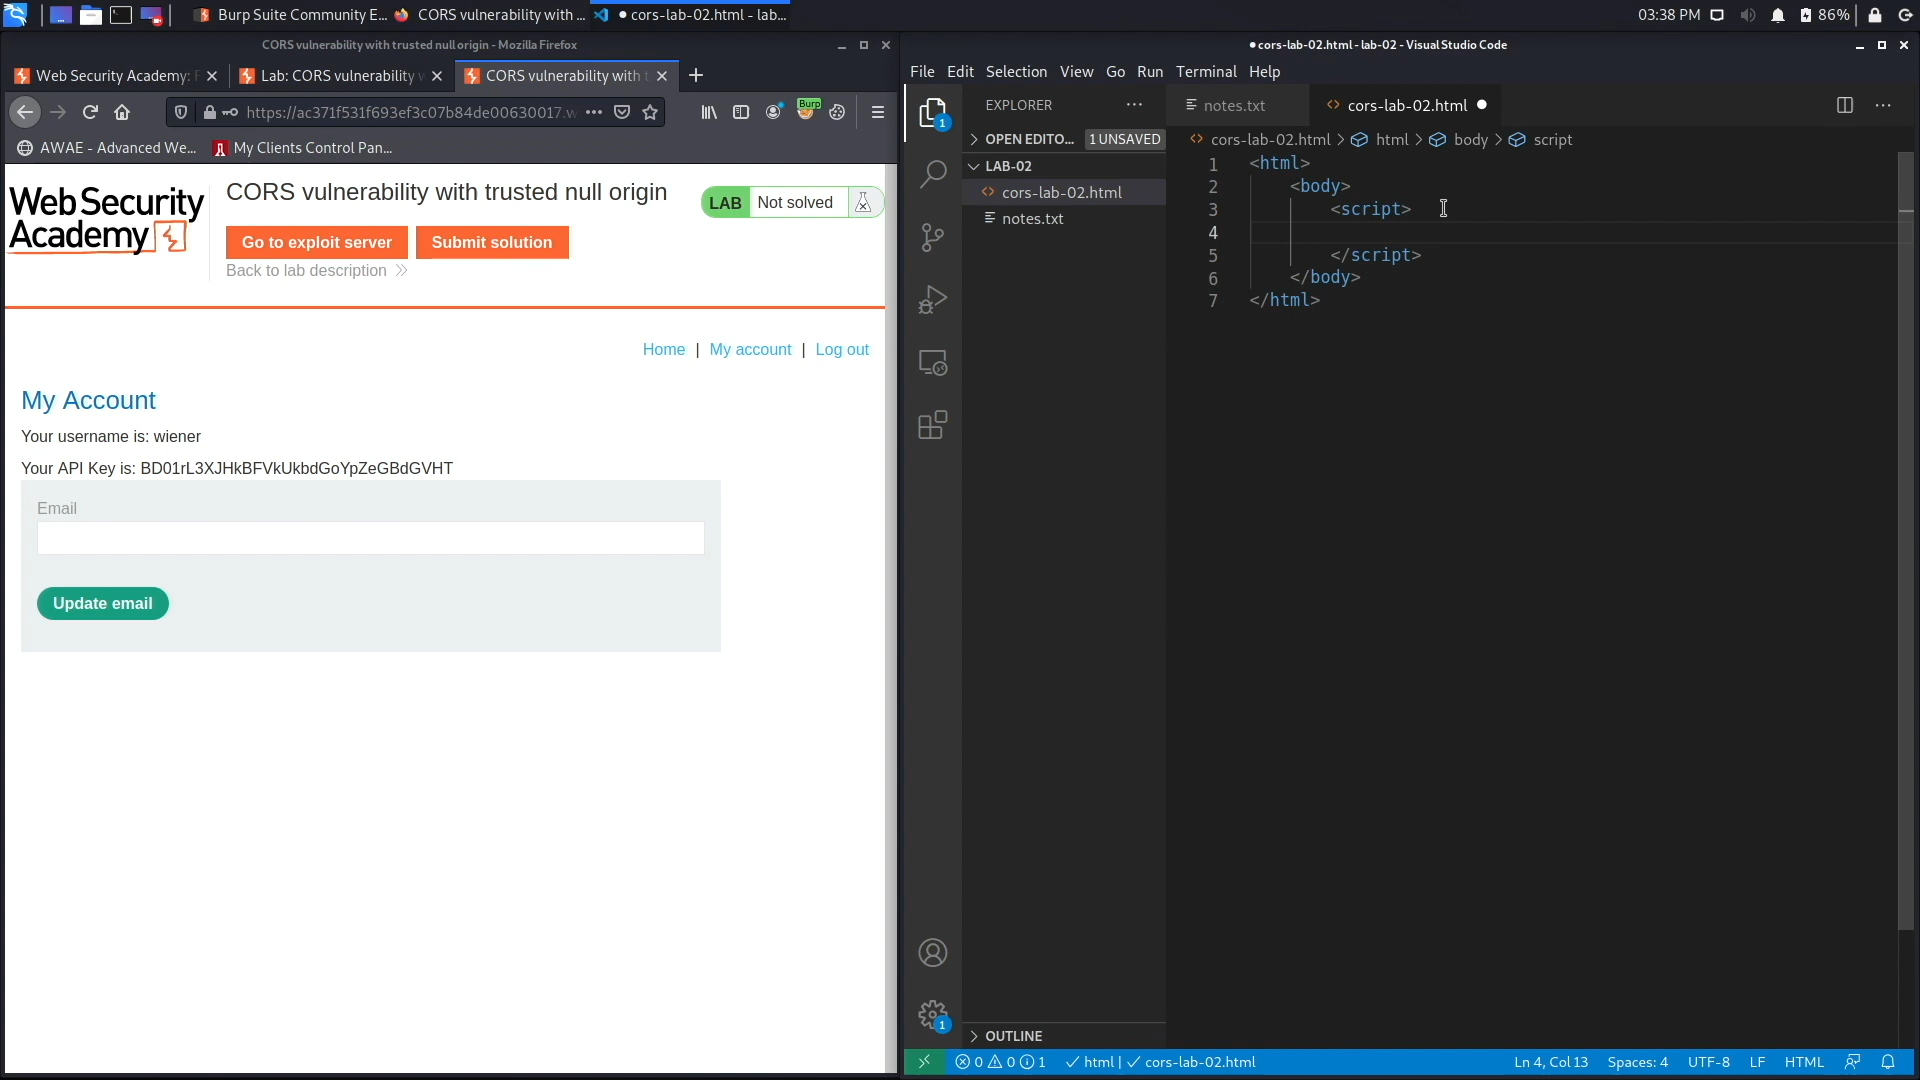 Burp Suite Community E...
CORS vulnerability with ...
● cors-lab-02.html - lab...
03:38 PM
86%
CORS vulnerability with trusted null origin - Mozilla Firefox
Web Security Academy:
Lab: CORS vulnerability
CORS vulnerability with
Burp
https://ac371f531f693ef3c07b84de00630017.w
AWAE - Advanced We...
My Clients Control Pan...
Web Security
Academy
CORS vulnerability with trusted null origin
LAB
Not solved
Go to exploit server
Submit solution
Back to lab description
Home | My account | Log out
My Account
Your username is: wiener
Your API Key is: BD01rL3XJHkBFVkUkbdGoYpZeGBdGVHT
Email
Update email
● cors-lab-02.html - lab-02 - Visual Studio Code
File Edit Selection View Go Run Terminal Help
EXPLORER
OPEN EDITO...
1 UNSAVED
LAB-02
cors-lab-02.html
notes.txt
OUTLINE
1
1
notes.txt
cors-lab-02.html ●
cors-lab-02.html > html > body > script
1 <html>
2 <body>
3 <script>
4
5 </script>
6 </body>
7 </html>
0 0 1
html | cors-lab-02.html
Ln 4, Col 13
Spaces: 4
UTF-8
LF
HTML